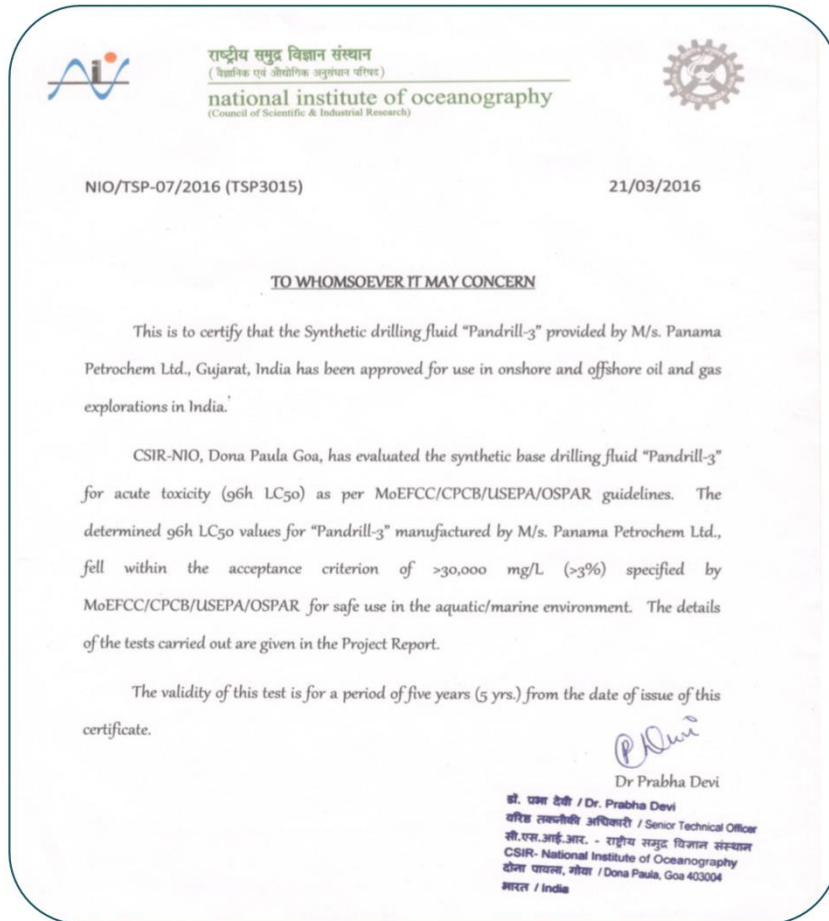 राष्ट्रीय समुद्र विज्ञान संस्थान
(वैज्ञानिक एवं औद्योगिक अनुसंधान परिषद)
national institute of oceanography
(Council of Scientific & Industrial Research)
NIO/TSP-07/2016 (TSP3015)
21/03/2016
TO WHOMSOEVER IT MAY CONCERN
This is to certify that the Synthetic drilling fluid "Pandrill-3" provided by M/s. Panama
Petrochem Ltd., Gujarat, India has been approved for use in onshore and offshore oil and gas
explorations in India.
CSIR-NIO, Dona Paula Goa, has evaluated the synthetic base drilling fluid "Pandrill-3"
for acute toxicity (96h LC50) as per MoEFCC/CPCB/USEPA/OSPAR guidelines. The
determined 96h LC50 values for "Pandrill-3" manufactured by M/s. Panama Petrochem Ltd.,
fell within the acceptance criterion of >30,000 mg/L (>3%) specified by
MoEFCC/CPCB/USEPA/OSPAR for safe use in the aquatic/marine environment. The details
of the tests carried out are given in the Project Report.
The validity of this test is for a period of five years (5 yrs.) from the date of issue of this
certificate.
Dr Prabha Devi
डॉ. प्रभा देवी / Dr. Prabha Devi
वरिष्ठ तकनीकी अधिकारी / Senior Technical Officer
सी.एस.आई.आर. - राष्ट्रीय समुद्र विज्ञान संस्थान
CSIR- National Institute of Oceanography
दोना पावला, गोवा / Dona Paula, Goa 403004
भारत / India